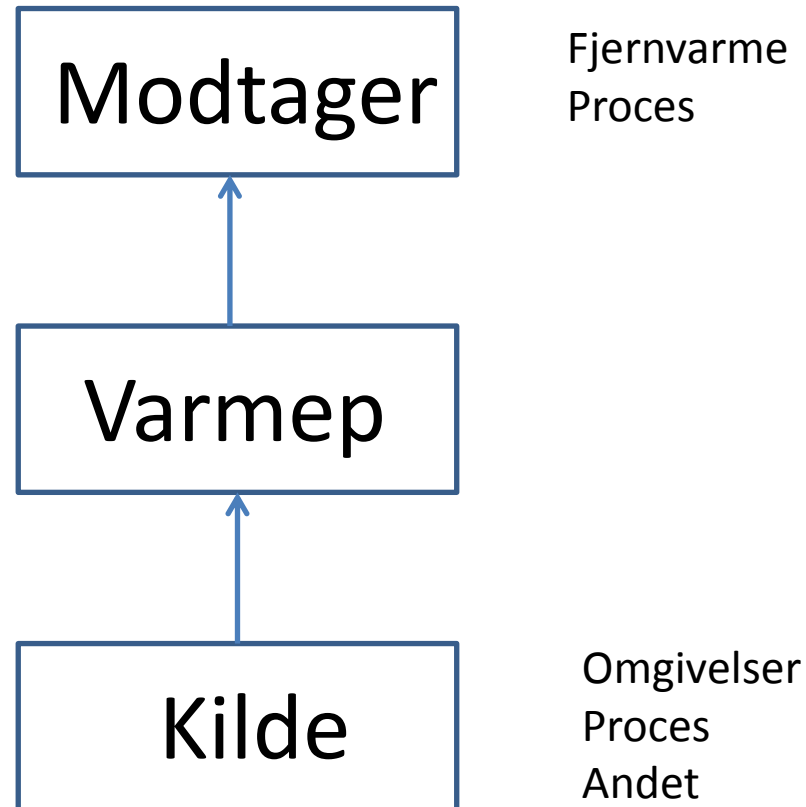 Modtager
Fjernvarme
Proces
Varmep
Kilde
Omgivelser
Proces
Andet